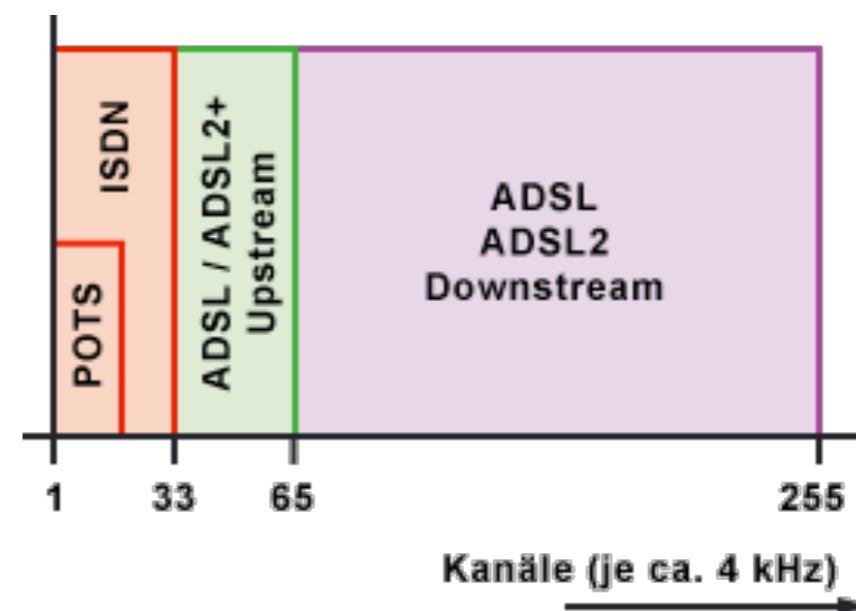 ISDN
POTS
ADSL / ADSL2+
Upstream
ADSL
ADSL2
Downstream
1
33
65
255
Kanäle (je ca. 4 kHz)